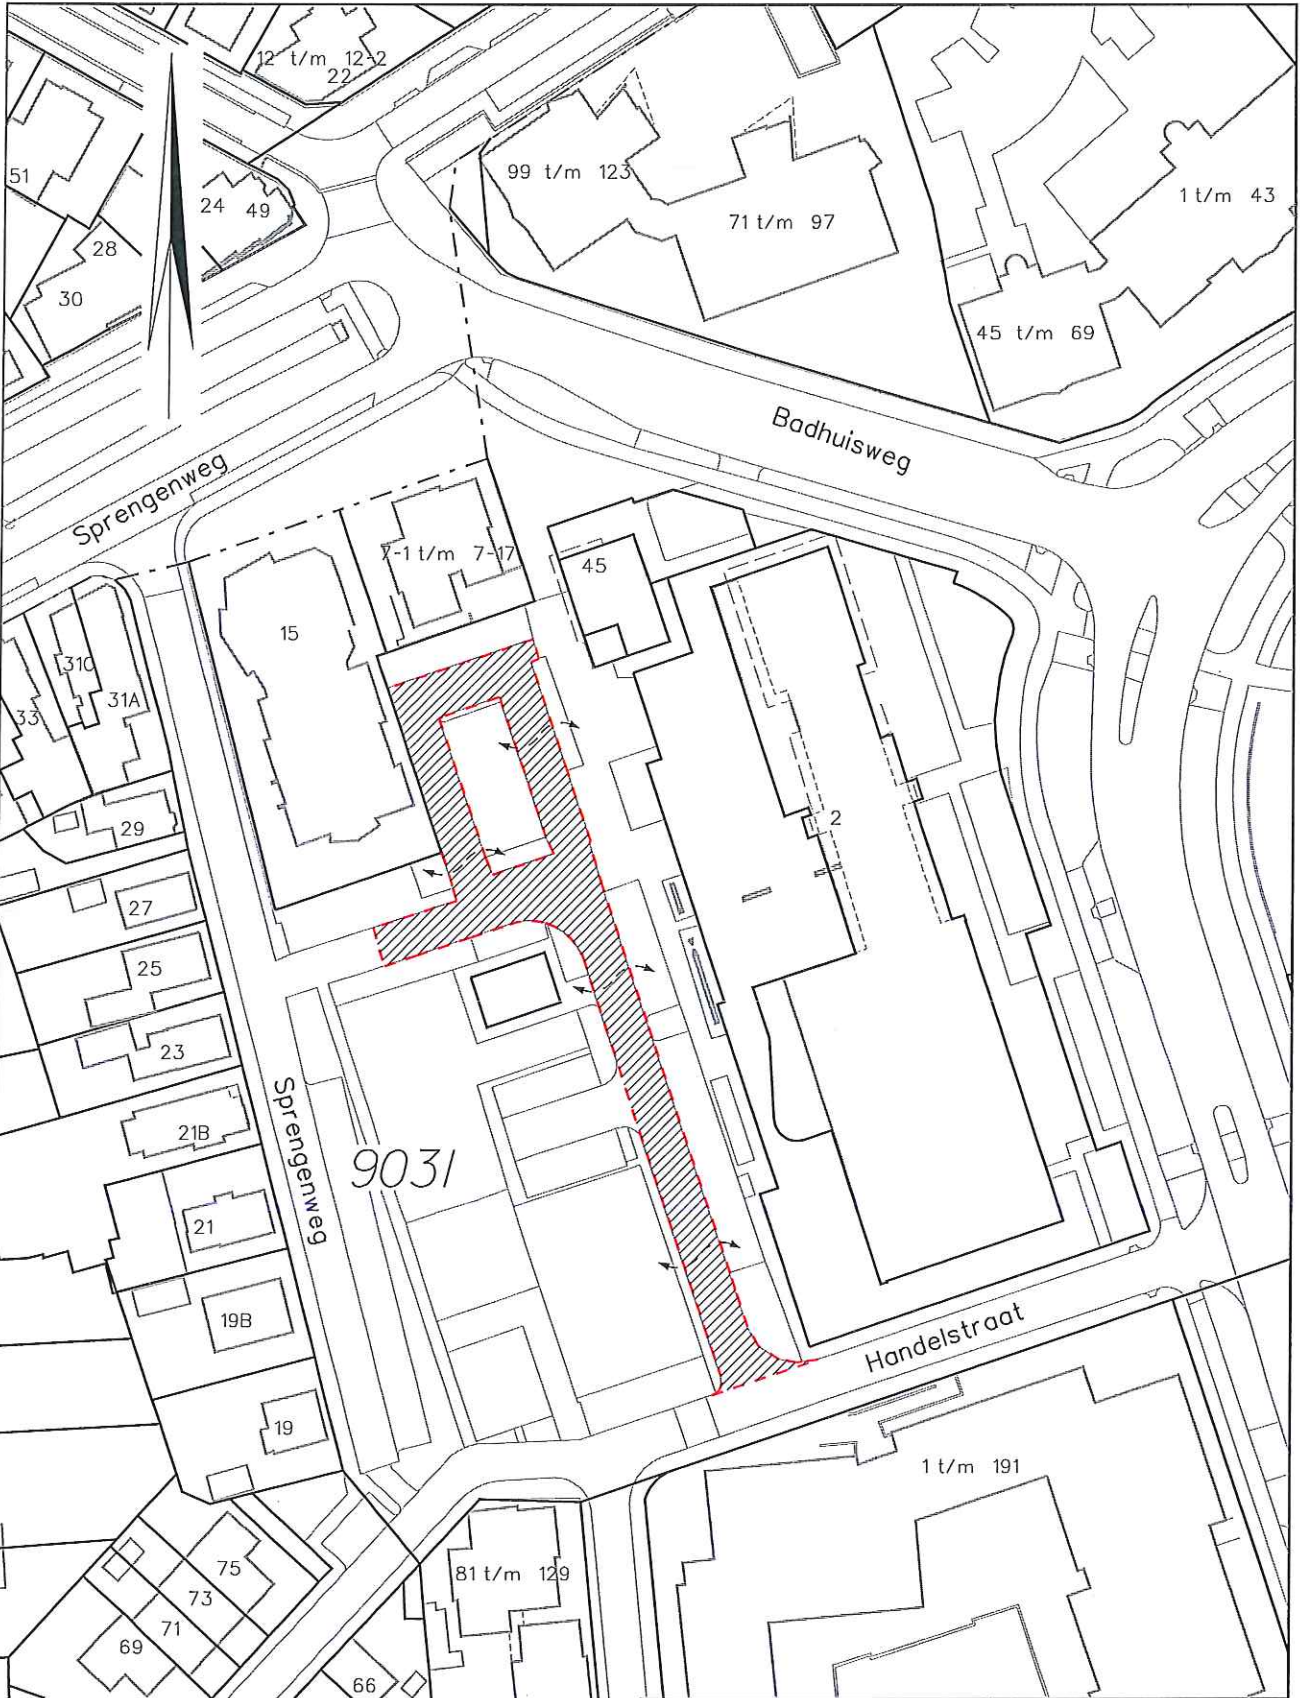 12 t/m 12-2
22
51
24 49
28
30
99 t/m 123
71 t/m 97
1 t/m 43
45 t/m 69
Badhuisweg
Sprengenweg
7-1 t/m 7-17
45
15
31C
31A
33
2
29
27
25
23
21B
Sprengenweg
9031
21
19B
Handelstraat
19
1 t/m 191
75
73
71
69
81 t/m 129
66